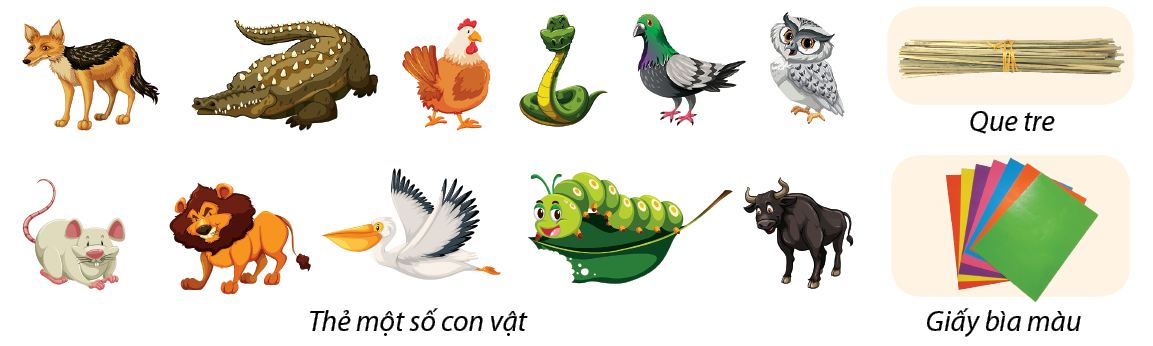 Que tre
Thẻ một số con vật
Giấy bìa màu